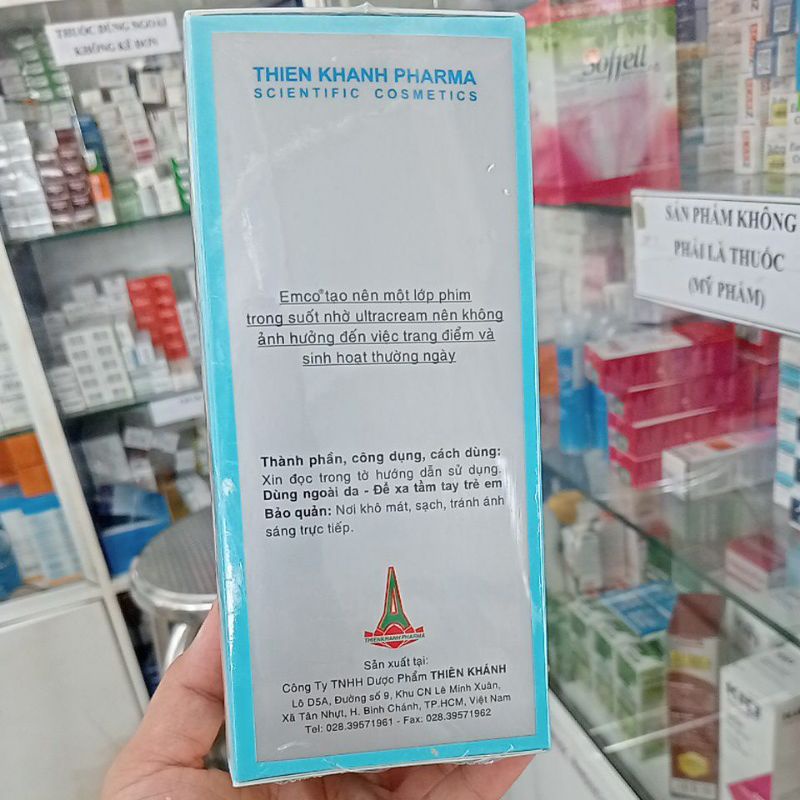 THUỐC DÙNG NGOÀI
KHÔNG KÊ ĐƠN
Sofell
SẢN PHẨM KHÔNG
PHẢI LÀ THUỐC
(MỸ PHẨM)
THIEN KHANH PHARMA
SCIENTIFIC COSMETICS
Emco® tạo nên một lớp phim
trong suốt nhờ ultracream nên không
ảnh hưởng đến việc trang điểm và
sinh hoạt thường ngày
Thành phần, công dụng, cách dùng:
Xin đọc trong tờ hướng dẫn sử dụng.
Dùng ngoài da - Để xa tầm tay trẻ em
Bảo quản: Nơi khô mát, sạch, tránh ánh
sáng trực tiếp.
THIENKHANH PHARMA
Sản xuất tại:
Công Ty TNHH Dược Phẩm THIÊN KHÁNH
Lô D5A, Đường số 9, Khu CN Lê Minh Xuân,
Xã Tân Nhựt, H. Bình Chánh, TP.HCM, Việt Nam
Tel: 028.39571961 - Fax: 028.39571962